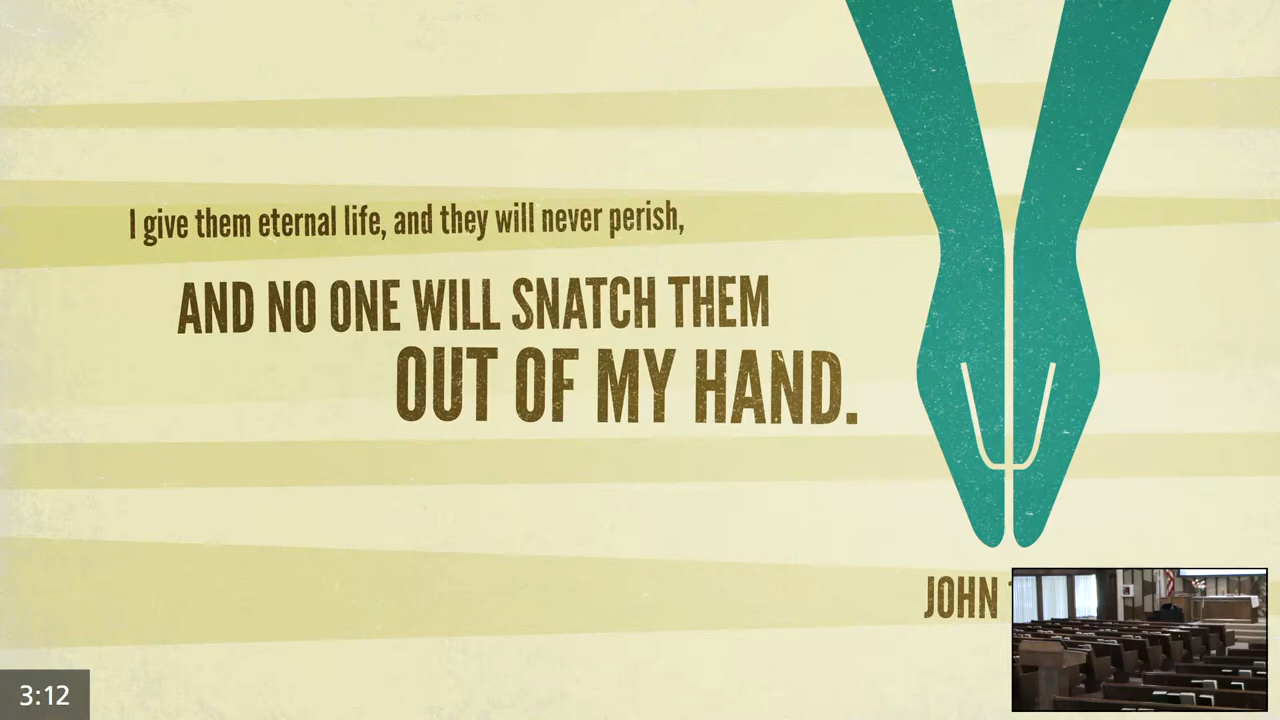 I give them eternal life, and they will never perish,
AND NO ONE WILL SNATCH THEM
OUT OF MY HAND.
JOHN
3:12